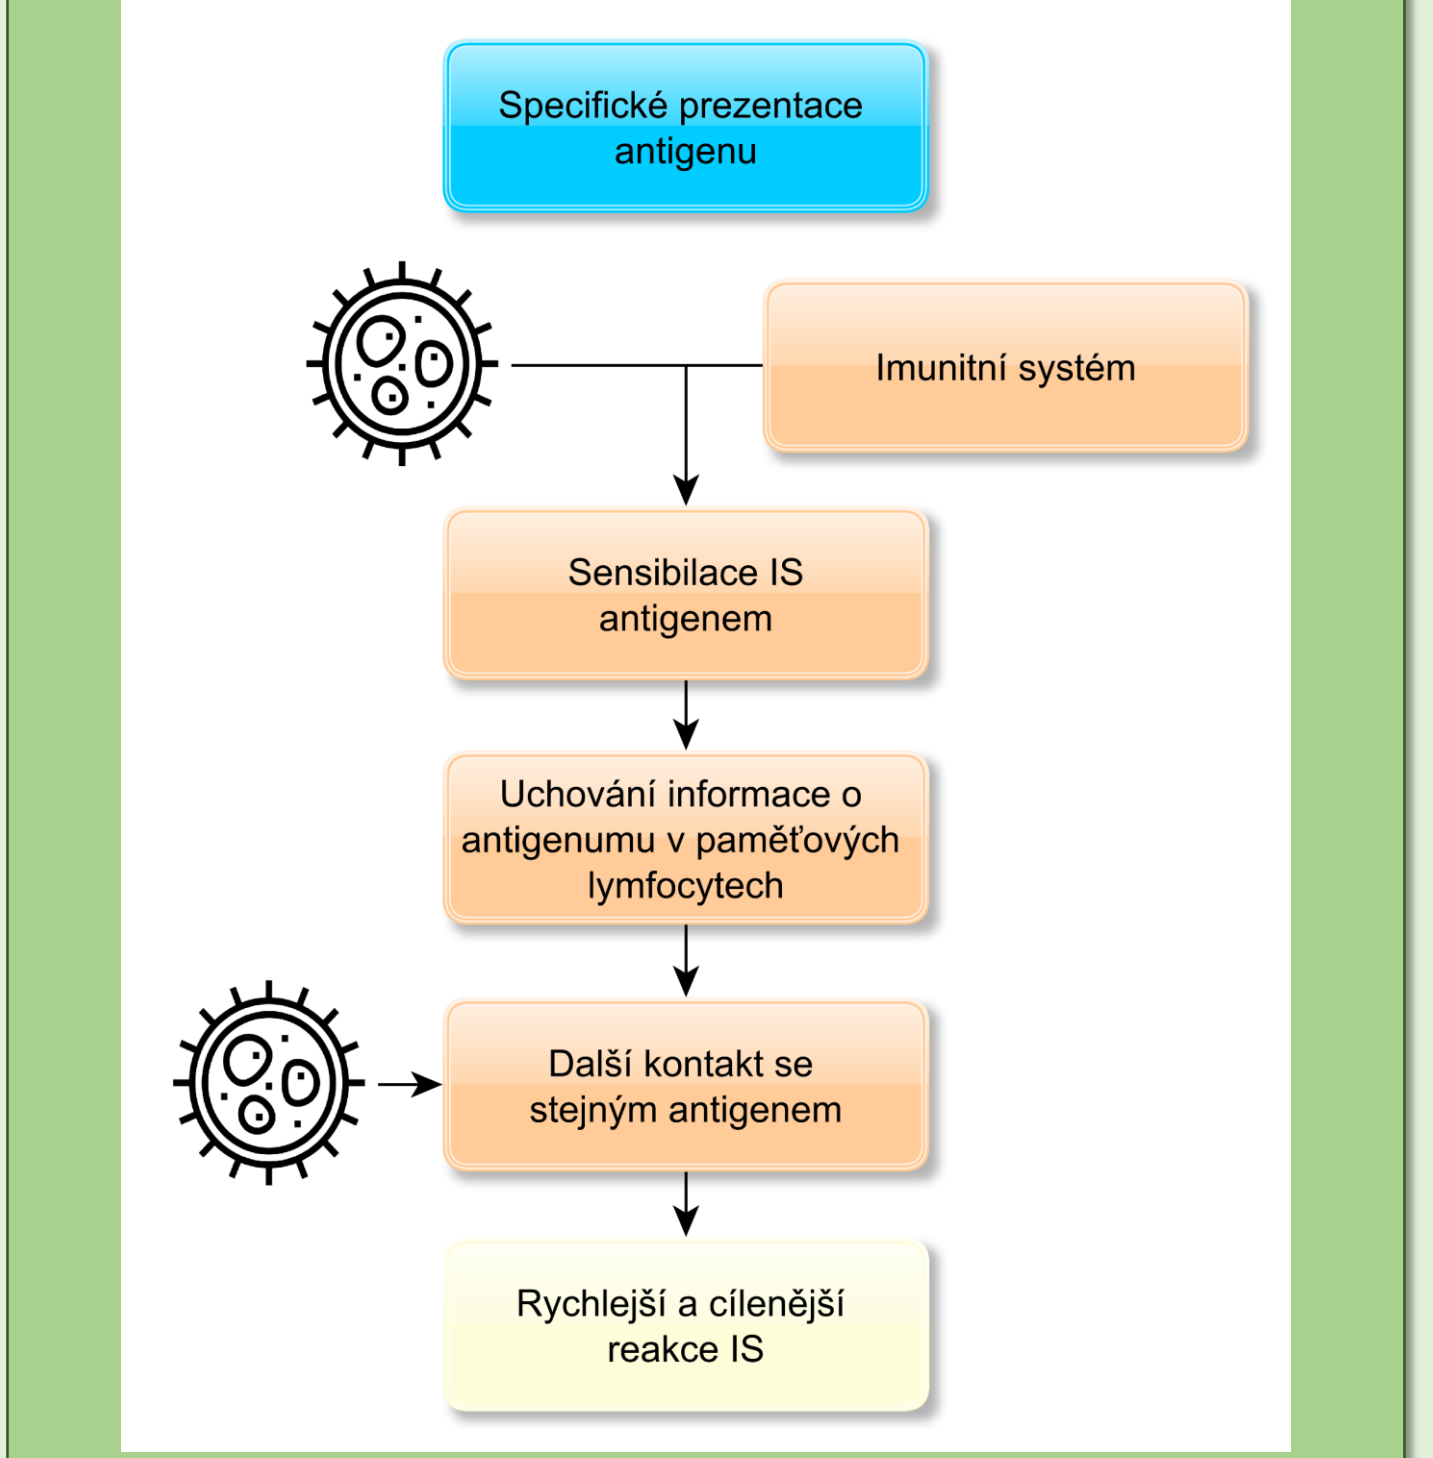 Specifické prezentace
antigenu
Imunitní systém
Sensibilace IS
antigenem
Uchování informace o
antigenumu v paměťových
lymfocytech
Další kontakt se
stejným antigenem
Rychlejší a cílenější
reakce IS